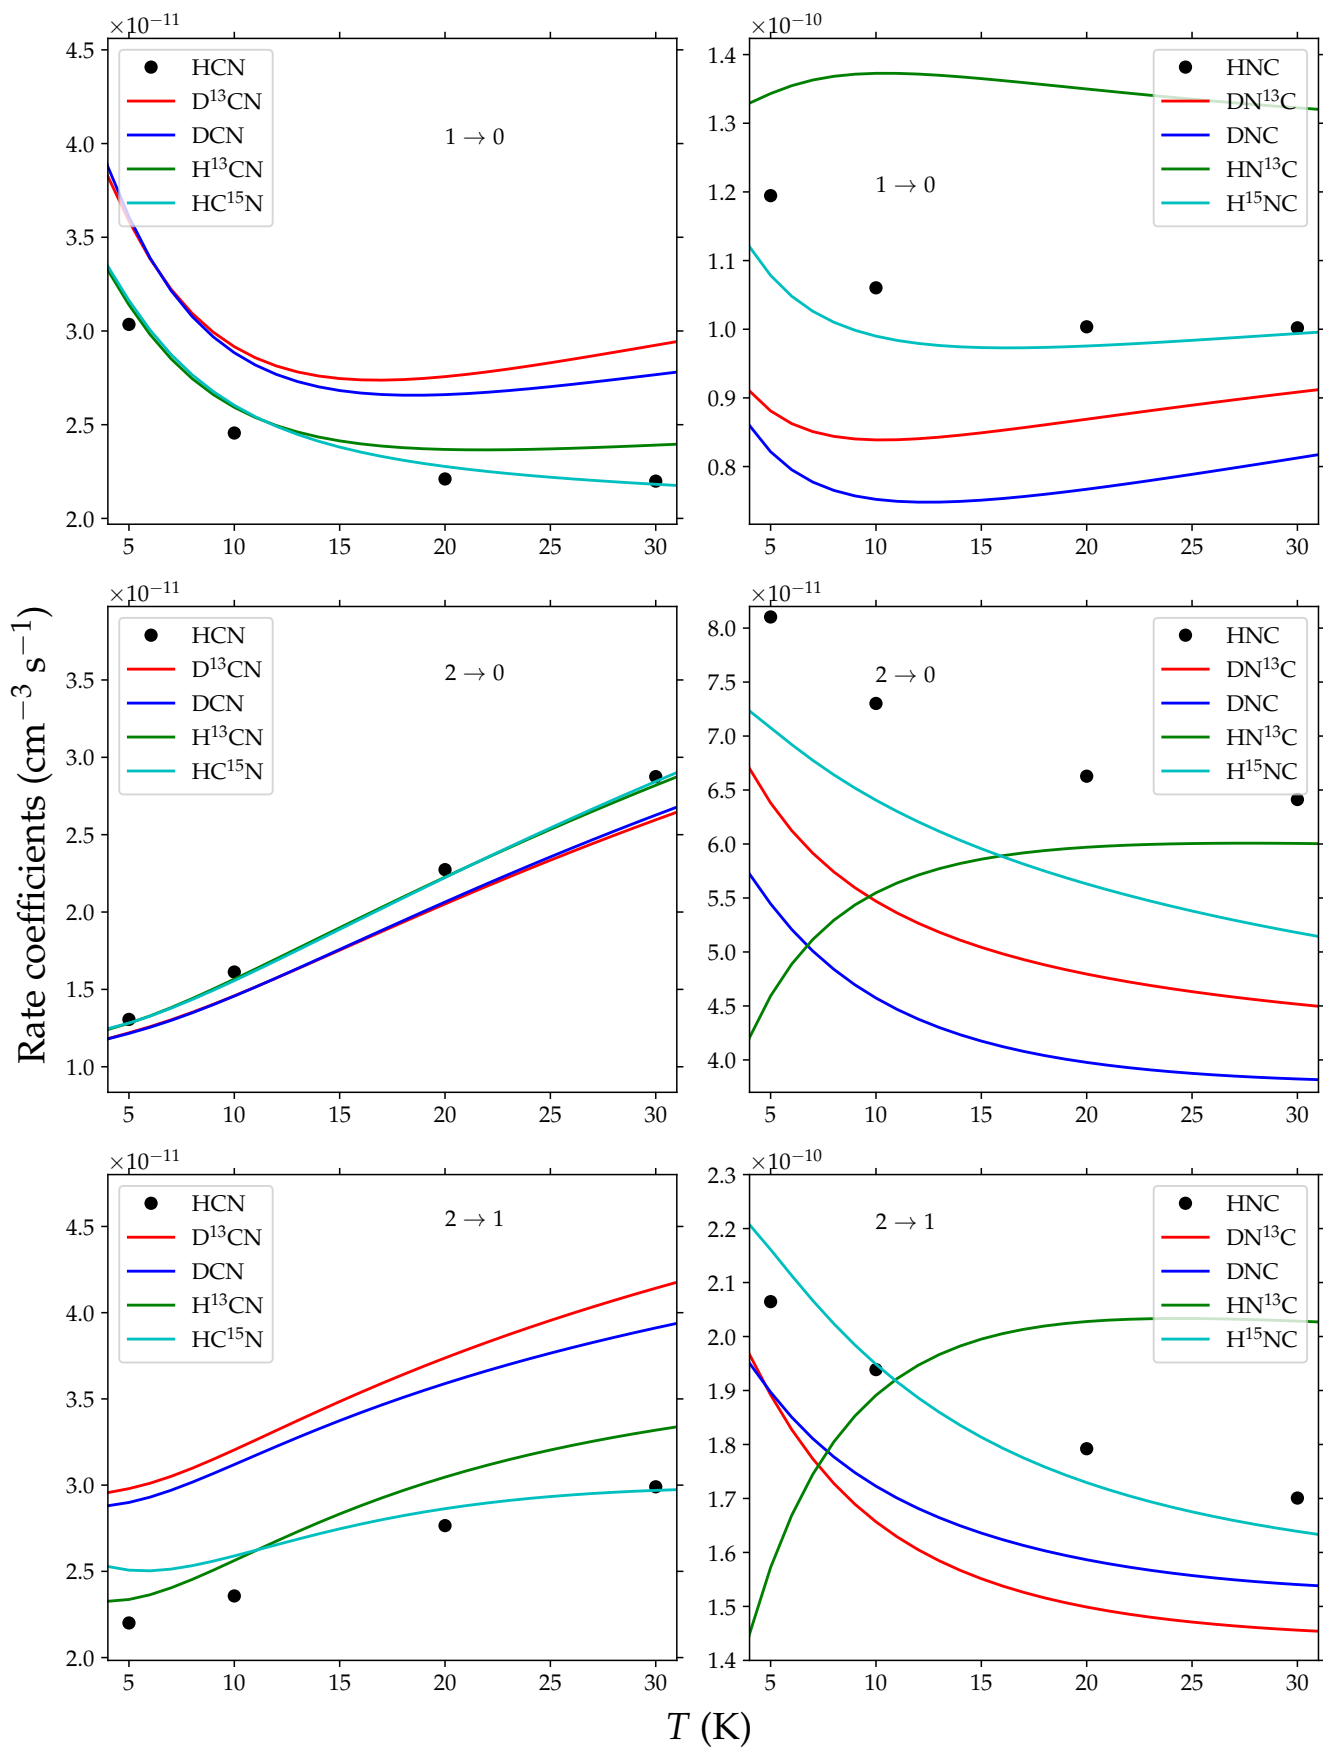 ×10⁻¹¹
4.5
4.0
3.5
3.0
2.5
2.0
HCN
D¹³CN
DCN
H¹³CN
HC¹⁵N
1 → 0
5 10 15 20 25 30
×10⁻¹⁰
1.4
1.3
1.2
1.1
1.0
0.9
0.8
HNC
DN¹³C
DNC
HN¹³C
H¹⁵NC
1 → 0
5 10 15 20 25 30
Rate coefficients (cm⁻³ s⁻¹)
×10⁻¹¹
3.5
3.0
2.5
2.0
1.5
1.0
HCN
D¹³CN
DCN
H¹³CN
HC¹⁵N
2 → 0
5 10 15 20 25 30
×10⁻¹¹
8.0
7.5
7.0
6.5
6.0
5.5
5.0
4.5
4.0
HNC
DN¹³C
DNC
HN¹³C
H¹⁵NC
2 → 0
5 10 15 20 25 30
×10⁻¹¹
4.5
4.0
3.5
3.0
2.5
2.0
HCN
D¹³CN
DCN
H¹³CN
HC¹⁵N
2 → 1
5 10 15 20 25 30
×10⁻¹⁰
2.3
2.2
2.1
2.0
1.9
1.8
1.7
1.6
1.5
1.4
HNC
DN¹³C
DNC
HN¹³C
H¹⁵NC
2 → 1
5 10 15 20 25 30
T (K)